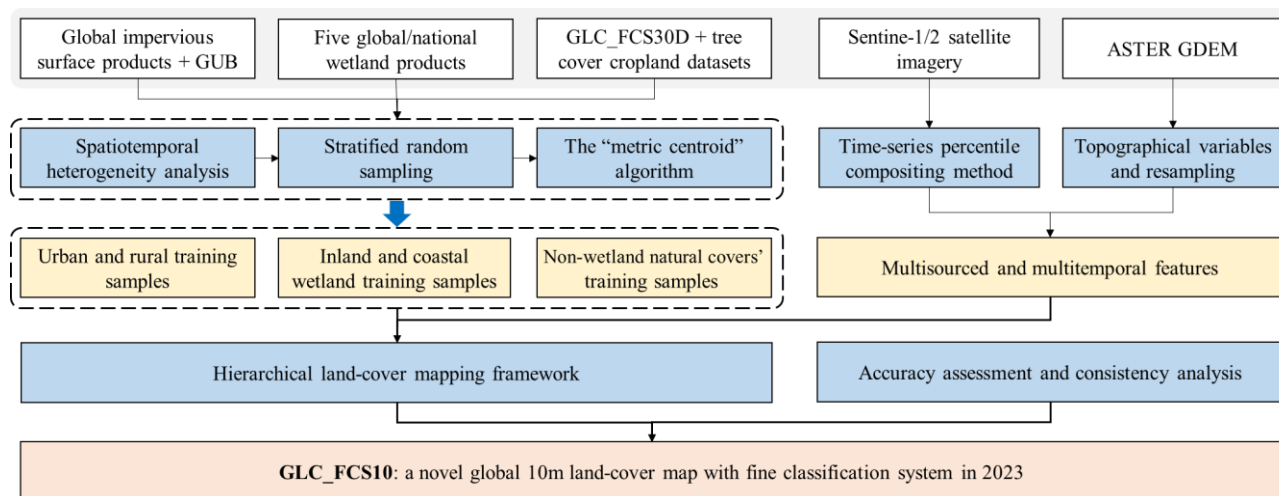 Global impervious
surface products + GUB
Five global/national
wetland products
GLC_FCS30D + tree
cover cropland datasets
Sentine-1/2 satellite
imagery
ASTER GDEM
Spatiotemporal
heterogeneity analysis
Stratified random
sampling
The “metric centroid”
algorithm
Time-series percentile
compositing method
Topographical variables
and resampling
Urban and rural training
samples
Inland and coastal
wetland training samples
Non-wetland natural covers’
training samples
Multisourced and multitemporal features
Hierarchical land-cover mapping framework
Accuracy assessment and consistency analysis
GLC_FCS10: a novel global 10m land-cover map with fine classification system in 2023